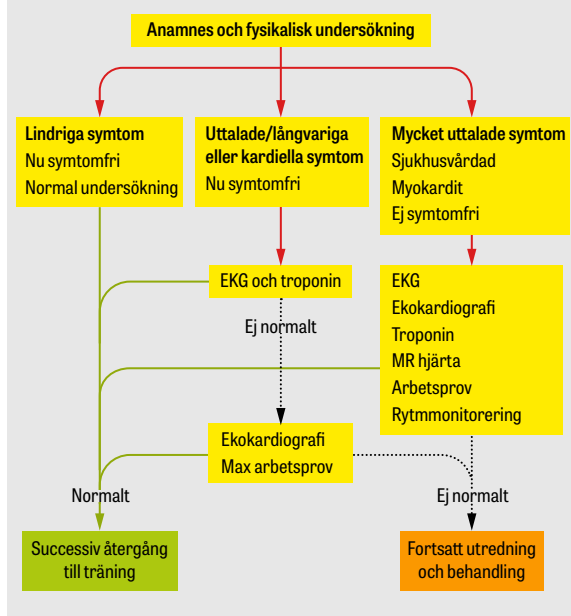 Anamnes och fysikalisk undersökning
Lindriga symtom
Nu symtomfri
Normal undersökning
Uttalade/långvariga
eller kardiella symtom
Nu symtomfri
Mycket uttalade symtom
Sjukhusvårdad
Myokardit
Ej symtomfri
EKG och troponin
Ej normalt
EKG
Ekokardiografi
Troponin
MR hjärta
Arbetsprov
Rytmmonitorering
Ekokardiografi
Max arbetsprov
Normalt
Ej normalt
Successiv återgång
till träning
Fortsatt utredning
och behandling